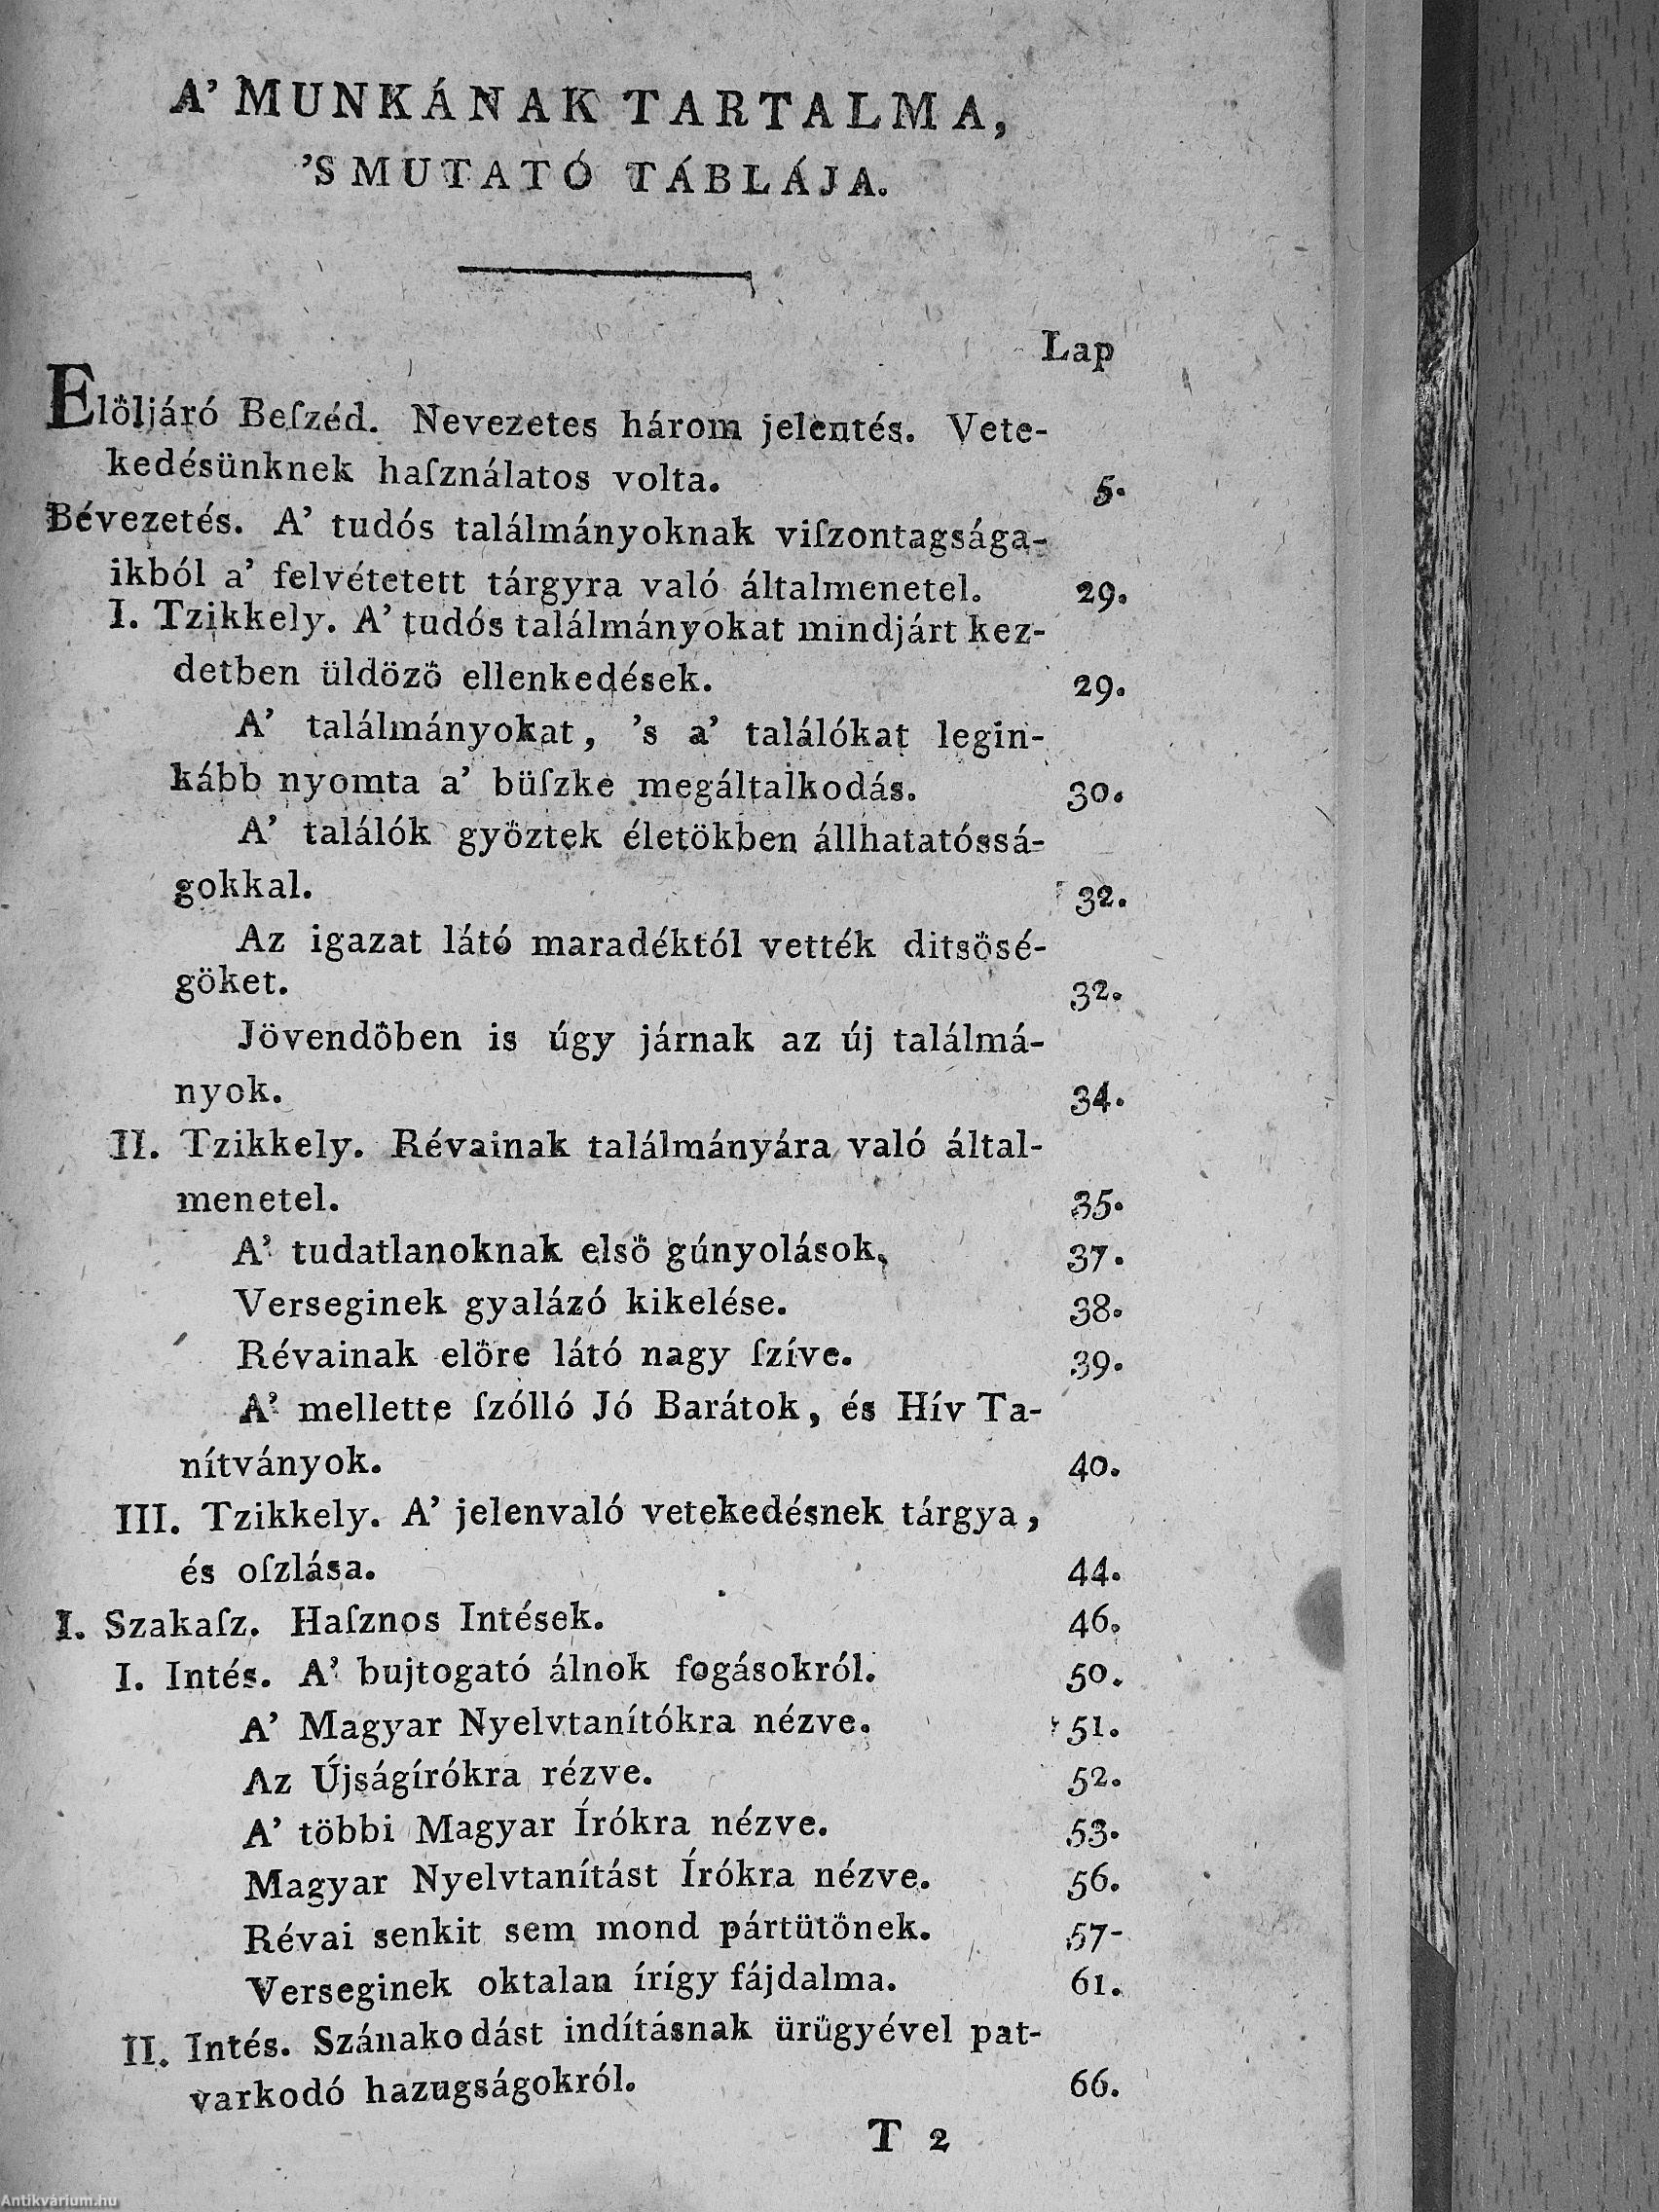 A’ MUNKÁNAK TARTALMA,
’S MUTATÓ TÁBLÁJA.
Lap
Elöljáró Beſzéd. Nevezetes három jelentés. Vete-
kedésünknek haſználatos volta. 5.
Bévezetés. A’ tudós találmányoknak viſzontagsága-
ikból a’ felvétetett tárgyra való általmenetel. 29.
I. Tzikkely. A’ tudós találmányokat mindjárt kez-
detben üldözö ellenkedések. 29.
A’ találmányokat, ’s a’ találókat legin-
kább nyomta a’ büſzke megáltalkodás. 30.
A’ találók gyöztek életökben állhatatóssá-
gokkal. 32.
Az igazat látó maradéktól vették ditsösé-
göket. 32.
Jövendöben is úgy járnak az új találmá-
nyok. 34.
II. Tzikkely. Révainak találmányára való által-
menetel. 35.
A’ tudatlanoknak elsö gúnyolások. 37.
Verseginek gyalázó kikelése. 38.
Révainak elöre látó nagy ſzíve. 39.
A’ mellette ſzólló Jó Barátok, és Hív Ta-
nítványok. 40.
III. Tzikkely. A’ jelenvaló vetekedésnek tárgya,
és oſzlása. 44.
I. Szakaſz. Haſznos Intések. 46.
I. Intés. A’ bujtogató álnok fogásokról. 50.
A’ Magyar Nyelvtanítókra nézve. 51.
Az Újságírókra rézve. 52.
A’ többi Magyar Írókra nézve. 53.
Magyar Nyelvtanítást Írókra nézve. 56.
Révai senkit sem mond pártütönek. 57-
Verseginek oktalan írígy fájdalma. 61.
II. Intés. Szánakodást indításnak ürügyével pat-
varkodó hazugságokról. 66.
T 2
Antikvárium.hu